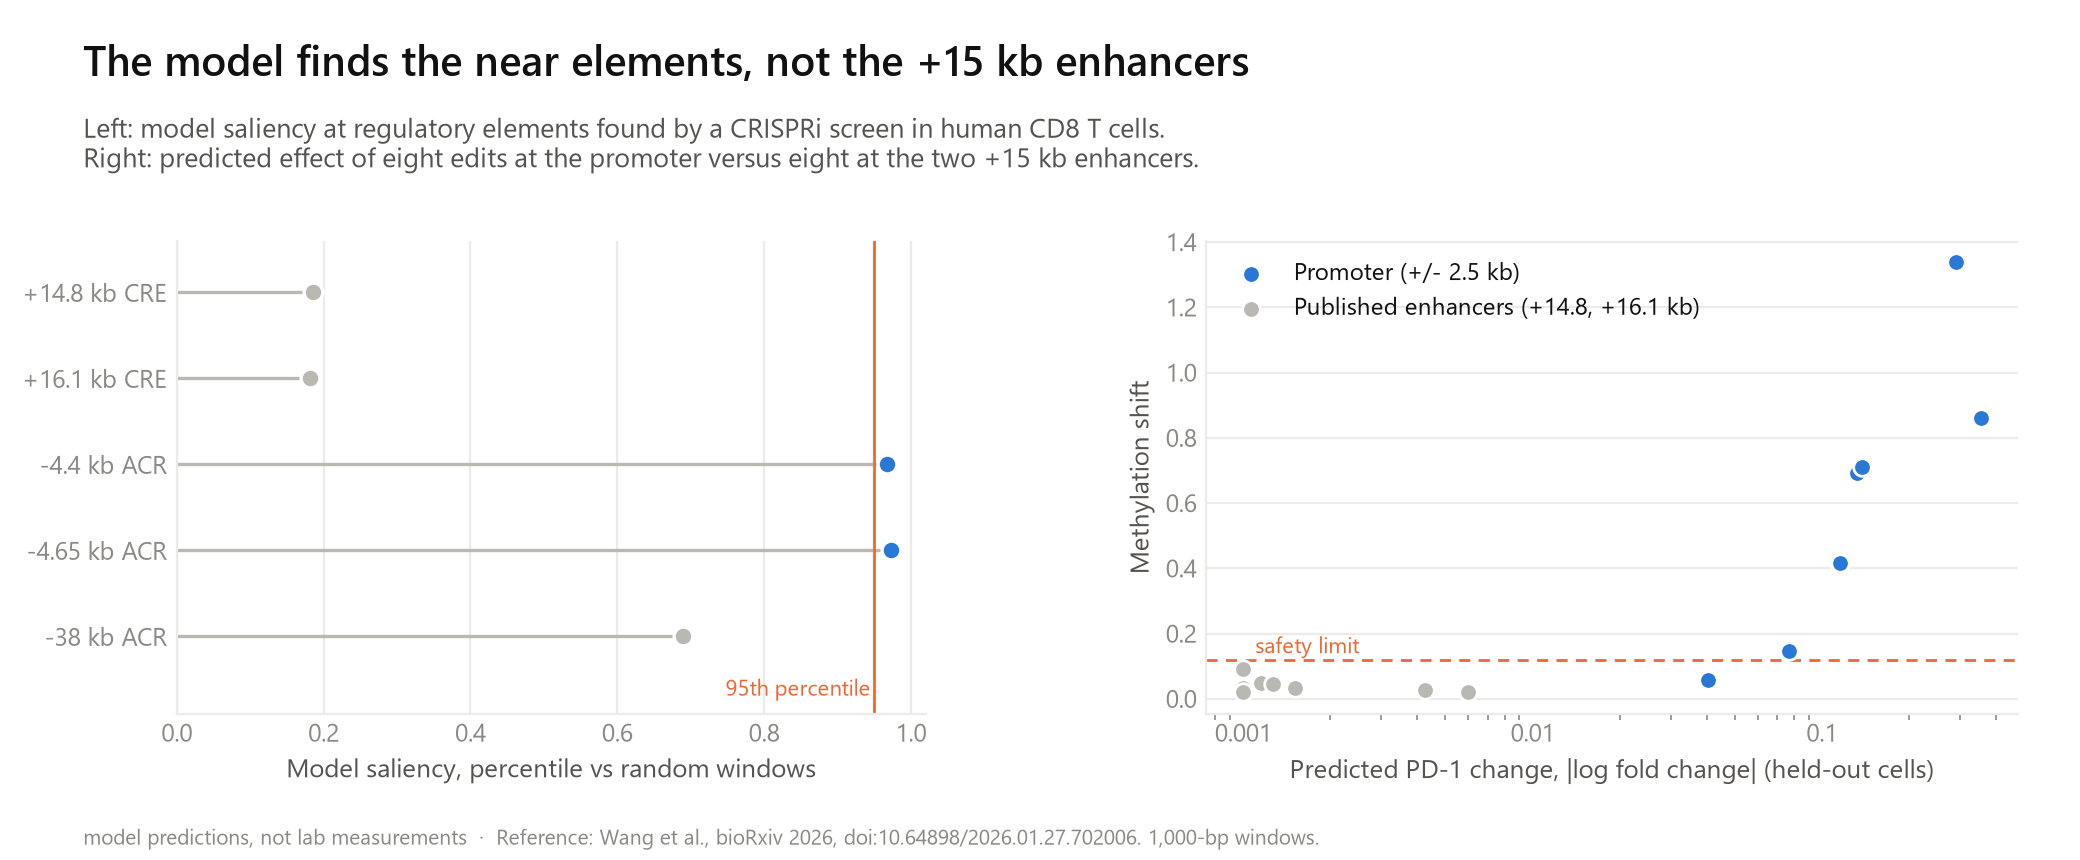 The model finds the near elements, not the +15 kb enhancers
Left: model saliency at regulatory elements found by a CRISPRi screen in human CD8 T cells.
Right: predicted effect of eight edits at the promoter versus eight at the two +15 kb enhancers.
+14.8 kb CRE
+16.1 kb CRE
-4.4 kb ACR
-4.65 kb ACR
-38 kb ACR
95th percentile
0.0 0.2 0.4 0.6 0.8 1.0
Model saliency, percentile vs random windows
Methylation shift
1.4
1.2
1.0
0.8
0.6
0.4
0.2
0.0
Promoter (+/- 2.5 kb)
Published enhancers (+14.8, +16.1 kb)
safety limit
0.001 0.01 0.1
Predicted PD-1 change, |log fold change| (held-out cells)
model predictions, not lab measurements · Reference: Wang et al., bioRxiv 2026, doi:10.64898/2026.01.27.702006. 1,000-bp windows.